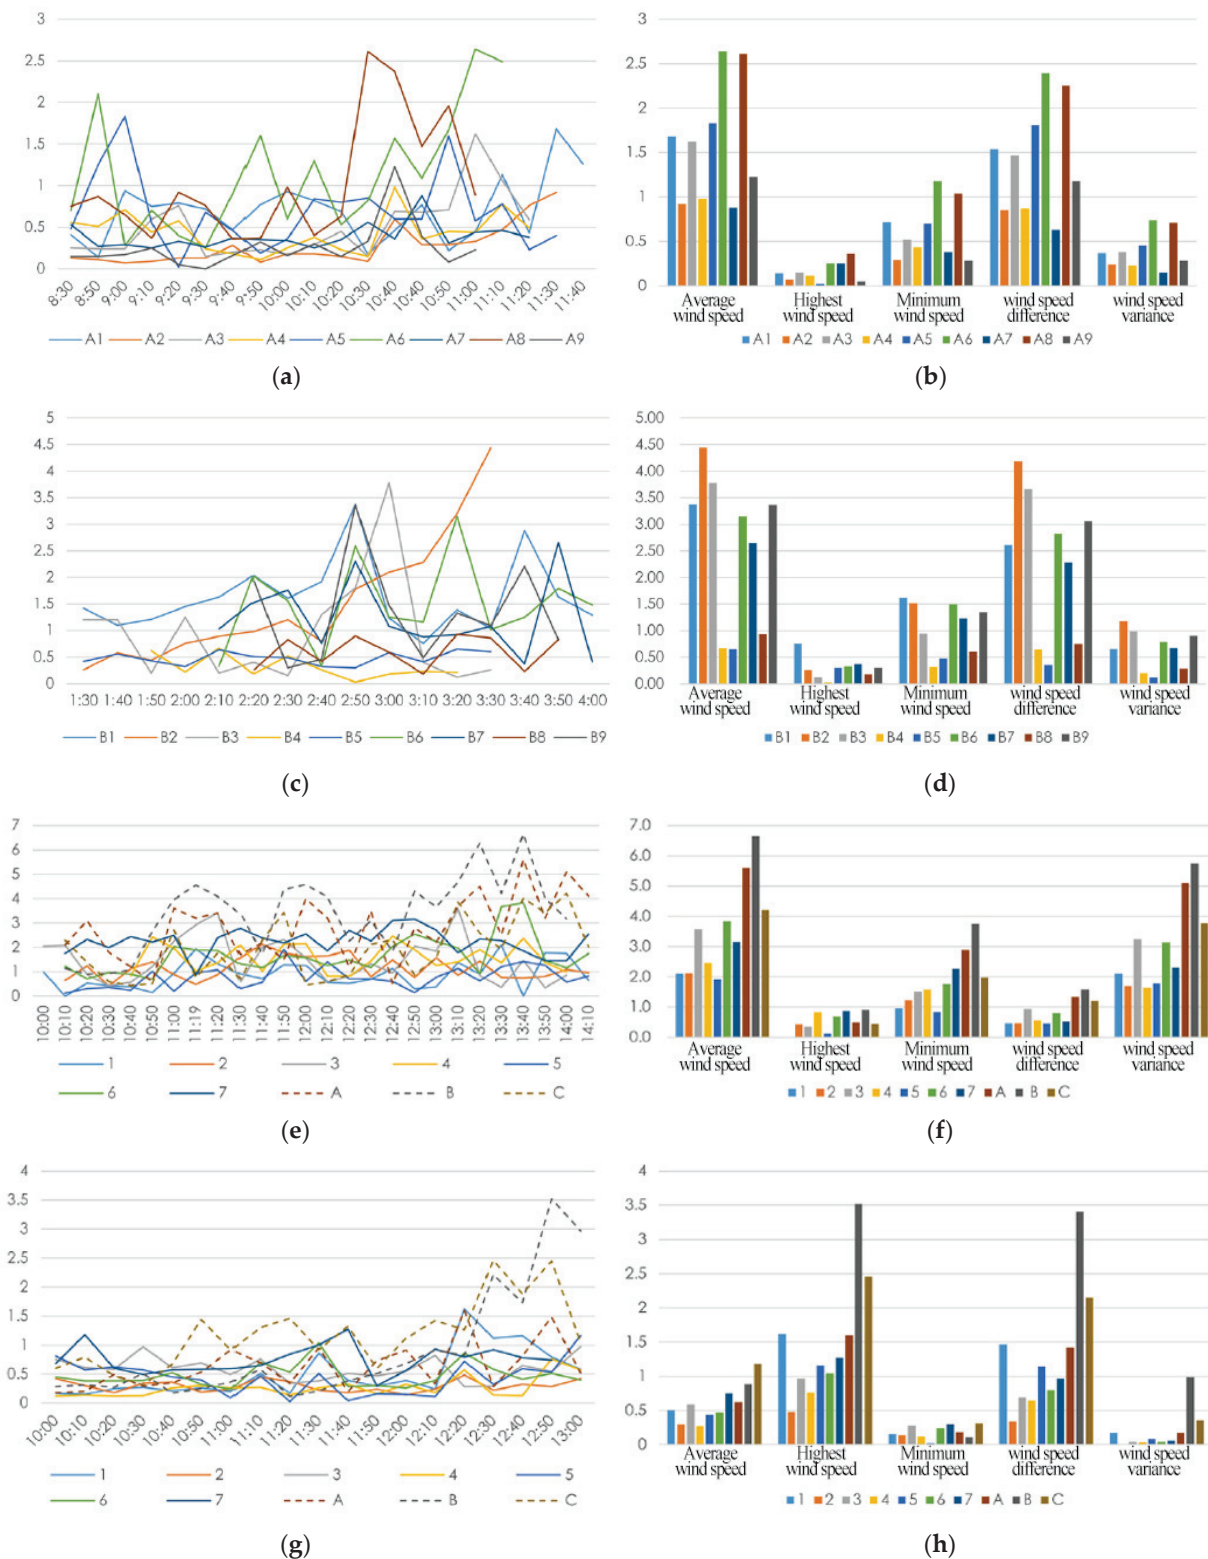 3
2.5
2
1.5
1
0.5
0
8:30 8:50 9:00 9:10 9:20 9:30 9:40 9:50 10:00 10:10 10:20 10:30 10:40 10:40 10:50 11:00 11:10 11:20 11:30 11:40
A1 A2 A3 A4 A5 A6 A7 A8 A9
(a)
3
2.5
2
1.5
1
0.5
0
Average Highest Minimum wind speed wind speed
wind speed wind speed wind speed difference variance
A1 A2 A3 A4 A5 A6 A7 A8 A9
(b)
5
4.5
4
3.5
3
2.5
2
1.5
1
0.5
0
1:30 1:40 1:50 2:00 2:10 2:20 2:30 2:40 2:50 3:00 3:10 3:20 3:30 3:40 3:50 4:00
B1 B2 B3 B4 B5 B6 B7 B8 B9
(c)
5.00
4.50
4.00
3.50
3.00
2.50
2.00
1.50
1.00
0.50
0.00
Average Highest Minimum wind speed wind speed
wind speed wind speed wind speed difference variance
B1 B2 B3 B4 B5 B6 B7 B8 B9
(d)
7
6
5
4
3
2
1
0
10:00 10:10 10:20 10:30 10:40 10:50 11:00 11:19 11:20 11:30 11:40 11:50 12:00 12:10 12:20 12:30 12:40 12:50 13:00 13:10 13:20 13:30 13:40 13:50 14:00 14:10
1 2 3 4 5
6 7 A B C
(e)
7.0
6.0
5.0
4.0
3.0
2.0
1.0
0.0
Average Highest Minimum wind speed wind speed
wind speed wind speed wind speed difference variance
1 2 3 4 5 6 7 A B C
(f)
4
3.5
3
2.5
2
1.5
1
0.5
0
10:00 10:10 10:20 10:30 10:40 10:50 11:00 11:10 11:20 11:30 11:40 11:50 12:00 12:10 12:20 12:30 12:40 12:50 13:00
1 2 3 4 5
6 7 A B C
(g)
4
3.5
3
2.5
2
1.5
1
0.5
0
Average Highest Minimum wind speed wind speed
wind speed wind speed wind speed difference variance
1 2 3 4 5 6 7 A B C
(h)